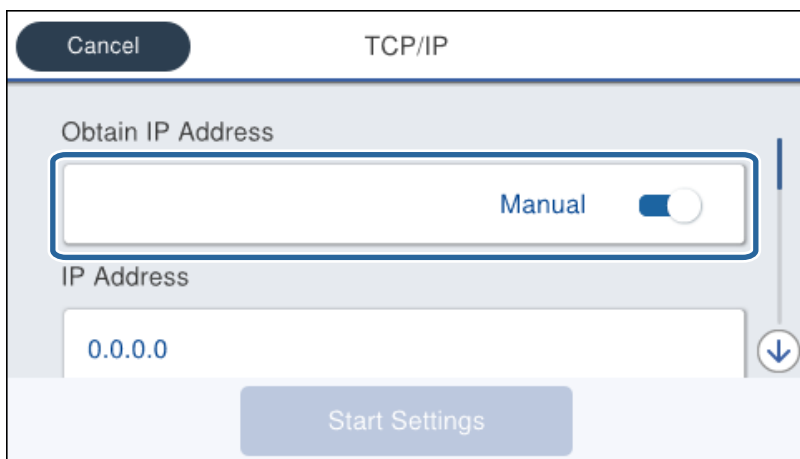 Cancel
TCP/IP
Obtain IP Address
Manual
IP Address
0.0.0.0
Start Settings